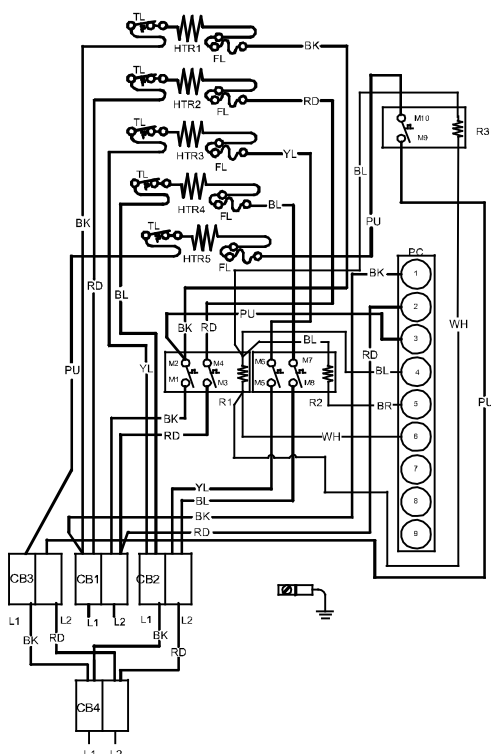 TL
HTR1
FL
BK
TL
HTR2
FL
RD
TL
HTR3
FL
YL
TL
HTR4
FL
BL
TL
HTR5
FL
M10
M9
R3
BL
PU
BK
RD
BL
PU
YL
BK
RD
PU
BL
M2
M4
M1
M3
R1
M6
M7
M5
M8
R2
PC
1
2
3
4
5
6
7
8
9
BK
RD
BL
BR
WH
WH
PU
BK
RD
YL
BL
BK
RD
CB3
CB1
CB2
L1
L2
L1
L2
L1
L2
BK
RD
BK
RD
CB4
L1
L2